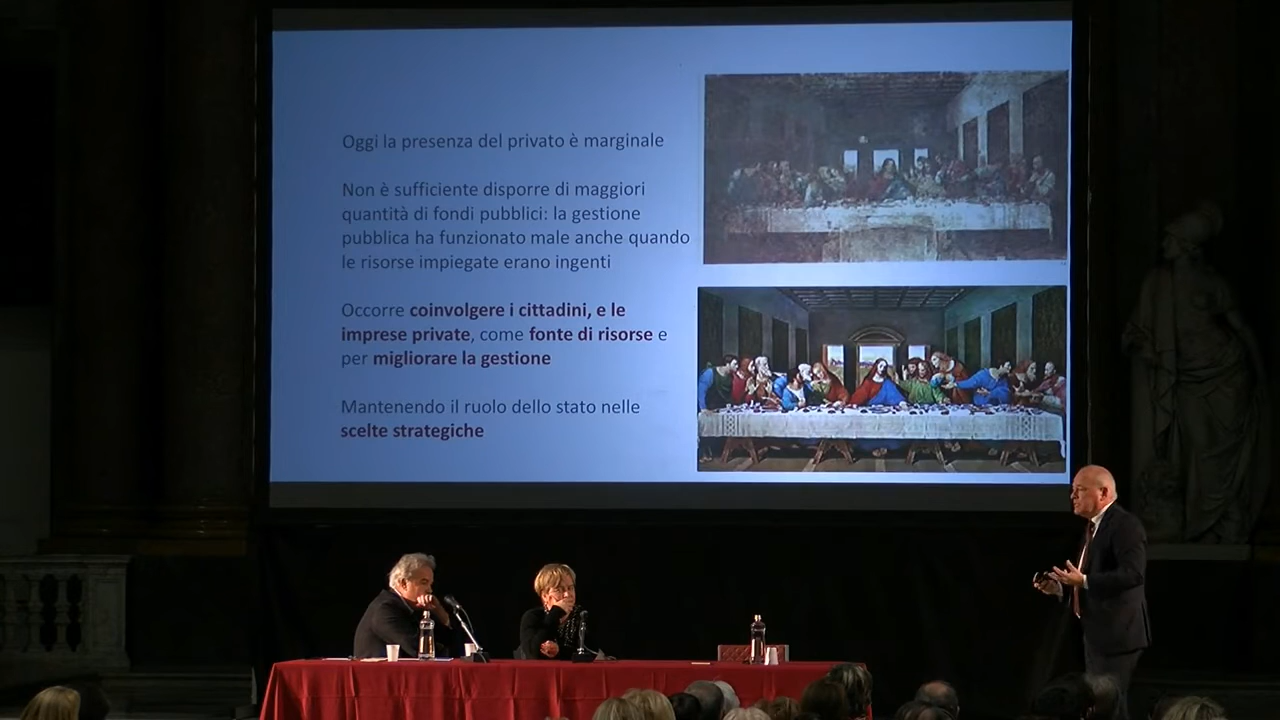 Oggi la presenza del privato è marginale
Non è sufficiente disporre di maggiori
quantità di fondi pubblici: la gestione
pubblica ha funzionato male anche quando
le risorse impiegate erano ingenti
Occorre coinvolgere i cittadini, e le
imprese private, come fonte di risorse e
per migliorare la gestione
Mantenendo il ruolo dello stato nelle
scelte strategiche